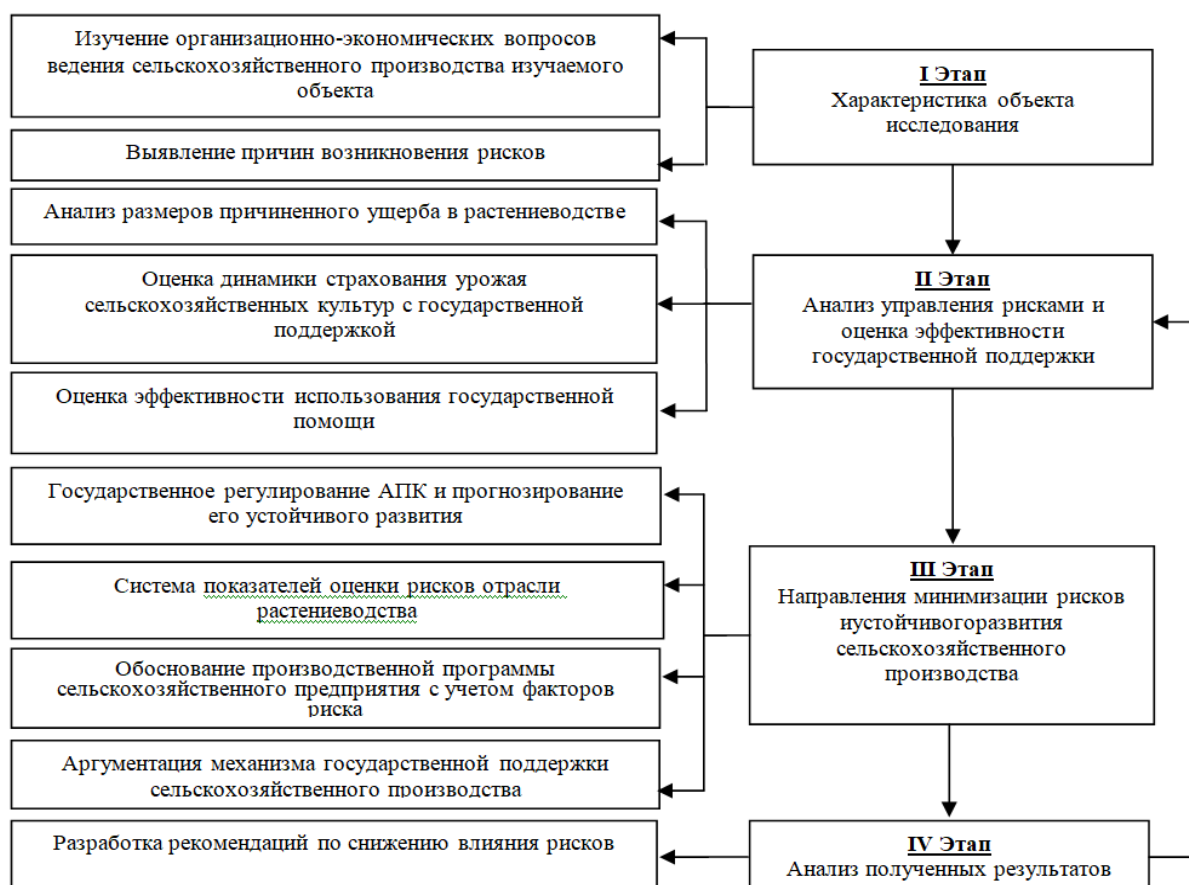 Изучение организационно-экономических вопросов
ведения сельскохозяйственного производства изучаемого
объекта
Выявление причин возникновения рисков
I Этап
Характеристика объекта
исследования
Анализ размеров причиненного ущерба в растениеводстве
Оценка динамики страхования урожая
сельскохозяйственных культур с государственной
поддержкой
Оценка эффективности использования государственной
помощи
II Этап
Анализ управления рисками и
оценка эффективности
государственной поддержки
Государственное регулирование АПК и прогнозирование
его устойчивого развития
Система показателей оценки рисков отрасли
растениеводства
Обоснование производственной программы
сельскохозяйственного предприятия с учетом факторов
риска
Аргументация механизма государственной поддержки
сельскохозяйственного производства
III Этап
Направления минимизации рисков
иустойчивогоразвития
сельскохозяйственного
производства
Разработка рекомендаций по снижению влияния рисков
IV Этап
Анализ полученных результатов